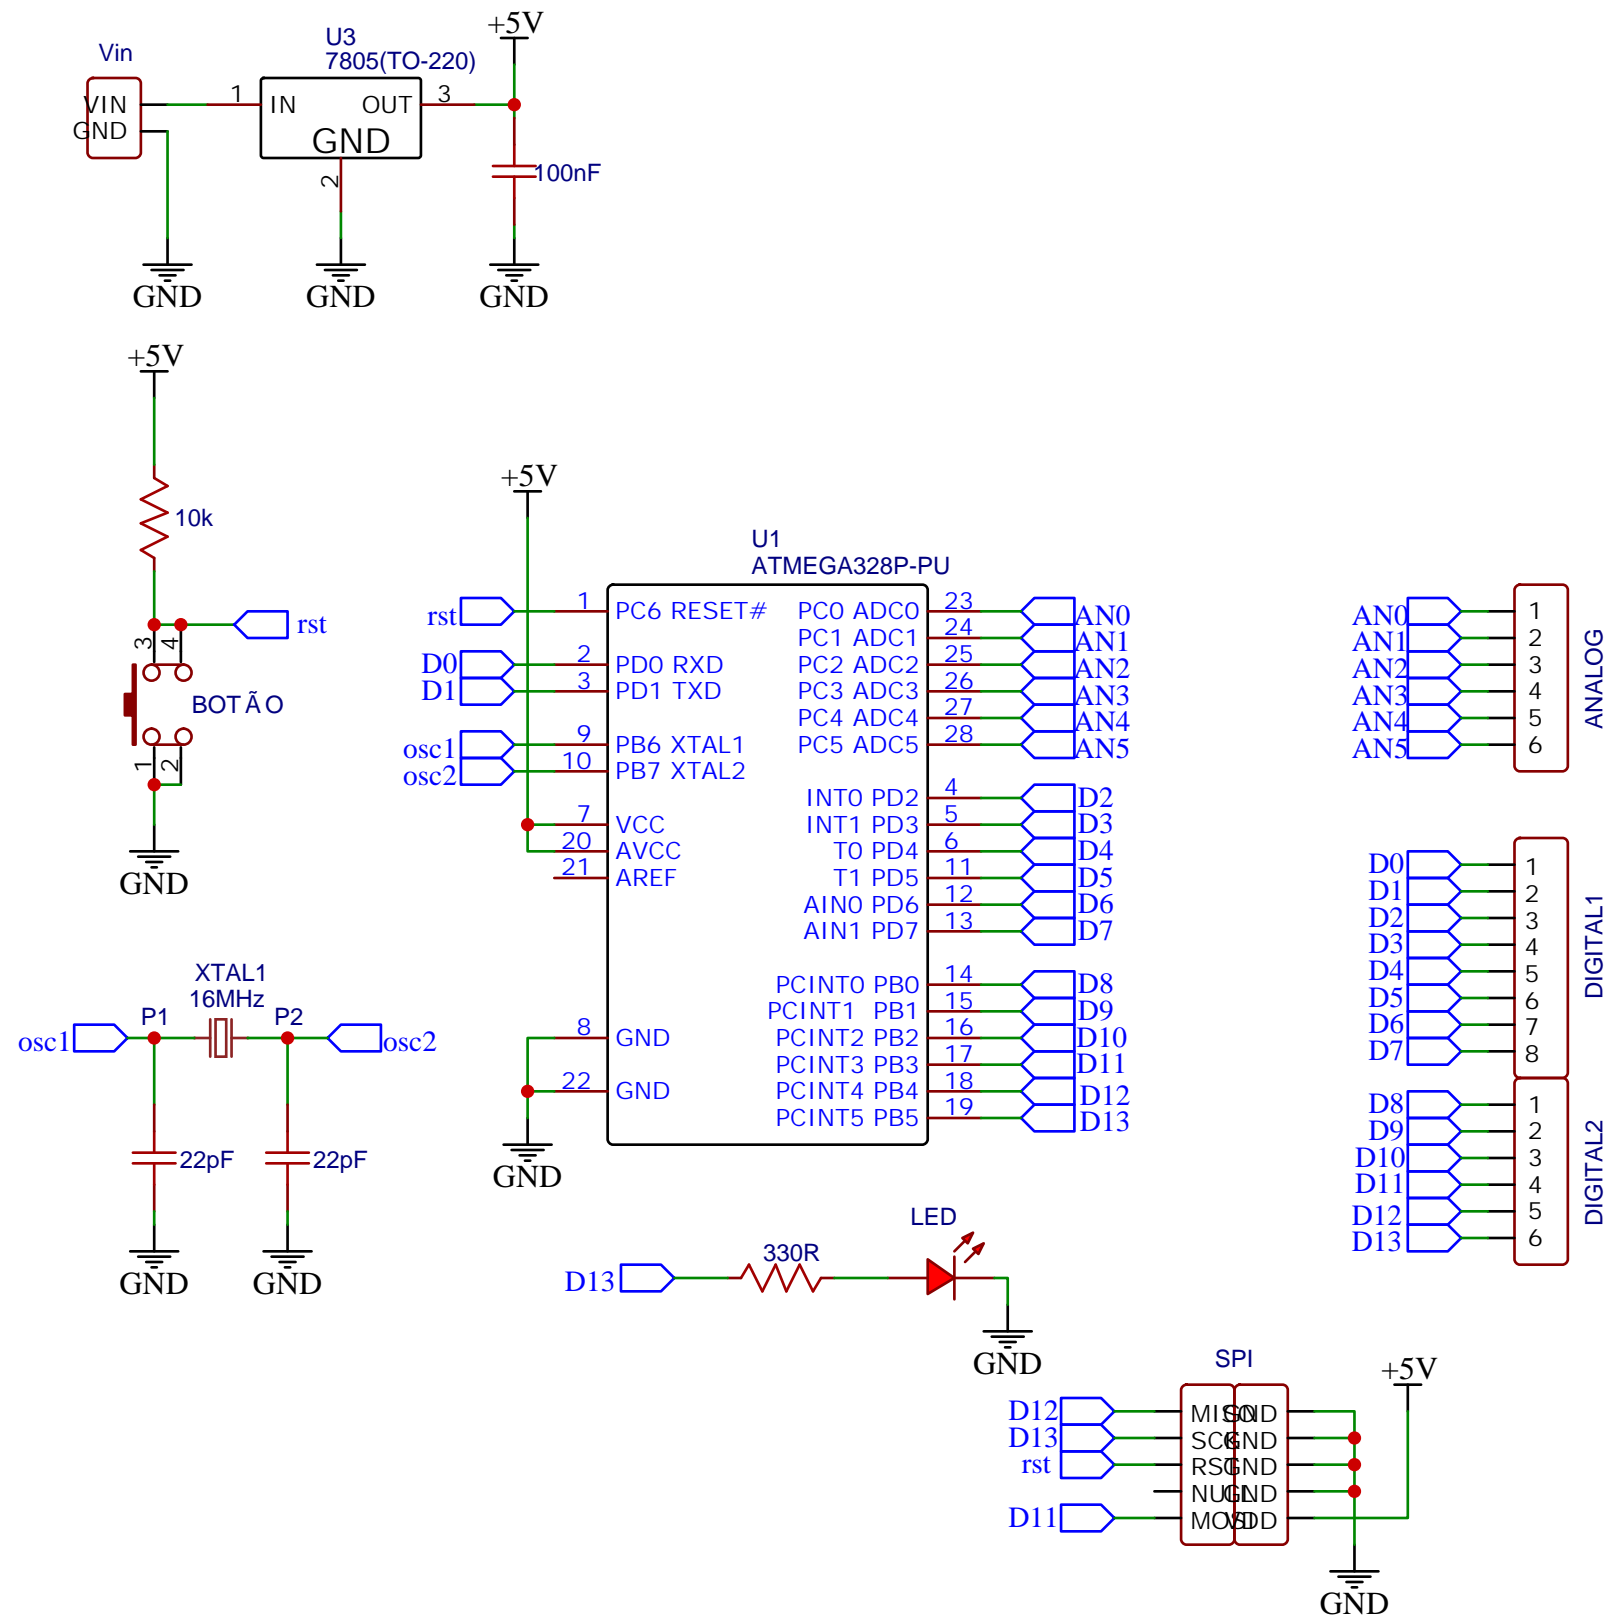 Vin
VIN
GND
U3
7805(TO-220)
1
IN
OUT
3
GND
2
+5V
100nF
GND
GND
GND
+5V
10k
rst
3
4
BOTÃO
1
2
GND
XTAL1
16MHz
P1
P2
osc1
osc2
22pF
22pF
GND
GND
+5V
U1
ATMEGA328P-PU
rst 1 PC6 RESET#
D0 2 PD0 RXD
D1 3 PD1 TXD
osc1 9 PB6 XTAL1
osc2 10 PB7 XTAL2
7 VCC
20 AVCC
21 AREF
8 GND
22 GND
GND
PC0 ADC0 23 AN0
PC1 ADC1 24 AN1
PC2 ADC2 25 AN2
PC3 ADC3 26 AN3
PC4 ADC4 27 AN4
PC5 ADC5 28 AN5
INT0 PD2 4 D2
INT1 PD3 5 D3
T0 PD4 6 D4
T1 PD5 11 D5
AIN0 PD6 12 D6
AIN1 PD7 13 D7
PCINT0 PB0 14 D8
PCINT1 PB1 15 D9
PCINT2 PB2 16 D10
PCINT3 PB3 17 D11
PCINT4 PB4 18 D12
PCINT5 PB5 19 D13
AN0 1
AN1 2
AN2 3
AN3 4
AN4 5
AN5 6
ANALOG
D0 1
D1 2
D2 3
D3 4
D4 5
D5 6
D6 7
D7 8
DIGITAL1
D8 1
D9 2
D10 3
D11 4
D12 5
D13 6
DIGITAL2
D13
330R
LED
GND
SPI
+5V
D12 MISO GND
D13 SCK GND
rst RST GND
NULL GND
D11 MOSI VDD
GND